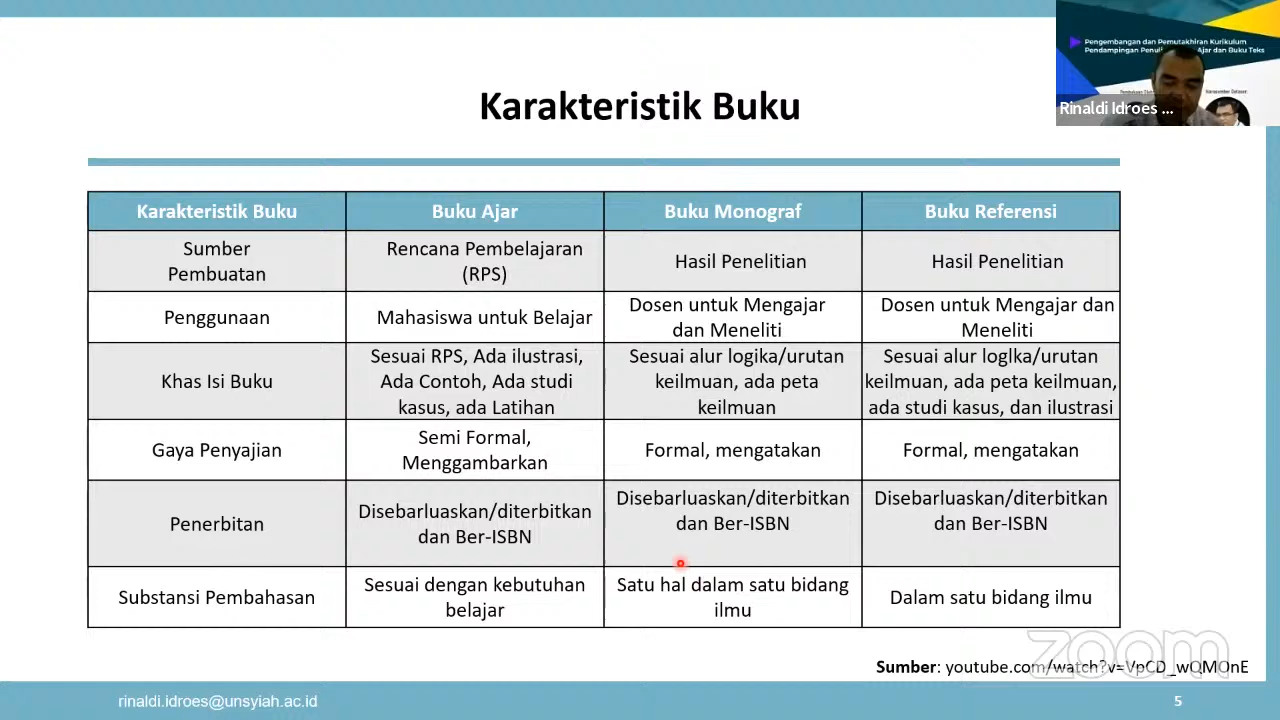 Pengembangan dan Pemutakhiran Kurikulum
Rinaldi Idroes ...
Karakteristik Buku
Karakteristik Buku
Buku Ajar
Buku Monograf
Buku Referensi
Sumber
Pembuatan
Rencana Pembelajaran
(RPS)
Hasil Penelitian
Hasil Penelitian
Penggunaan
Mahasiswa untuk Belajar
Dosen untuk Mengajar
dan Meneliti
Dosen untuk Mengajar dan
Meneliti
Khas Isi Buku
Sesuai RPS, Ada ilustrasi,
Ada Contoh, Ada studi
kasus, ada Latihan
Sesuai alur logika/urutan
keilmuan, ada peta
keilmuan
Sesuai alur loglka/urutan
keilmuan, ada peta keilmuan,
ada studi kasus, dan ilustrasi
Gaya Penyajian
Semi Formal,
Menggambarkan
Formal, mengatakan
Formal, mengatakan
Penerbitan
Disebarluaskan/diterbitkan
dan Ber-ISBN
Disebarluaskan/diterbitkan
dan Ber-ISBN
Disebarluaskan/diterbitkan
dan Ber-ISBN
Substansi Pembahasan
Sesuai dengan kebutuhan
belajar
Satu hal dalam satu bidang
ilmu
Dalam satu bidang ilmu
zoom
Sumber: youtube.com/watch?v=VpCD_wQMOnE
rinaldi.idroes@unsyiah.ac.id
5